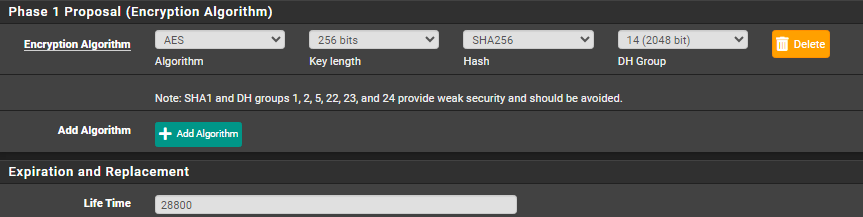 Phase 1 Proposal (Encryption Algorithm)
Encryption Algorithm AES 256 bits SHA256 14 (2048 bit) Delete
Algorithm Key length Hash DH Group
Note: SHA1 and DH groups 1, 2, 5, 22, 23, and 24 provide weak security and should be avoided.
Add Algorithm Add Algorithm
Expiration and Replacement
Life Time 28800